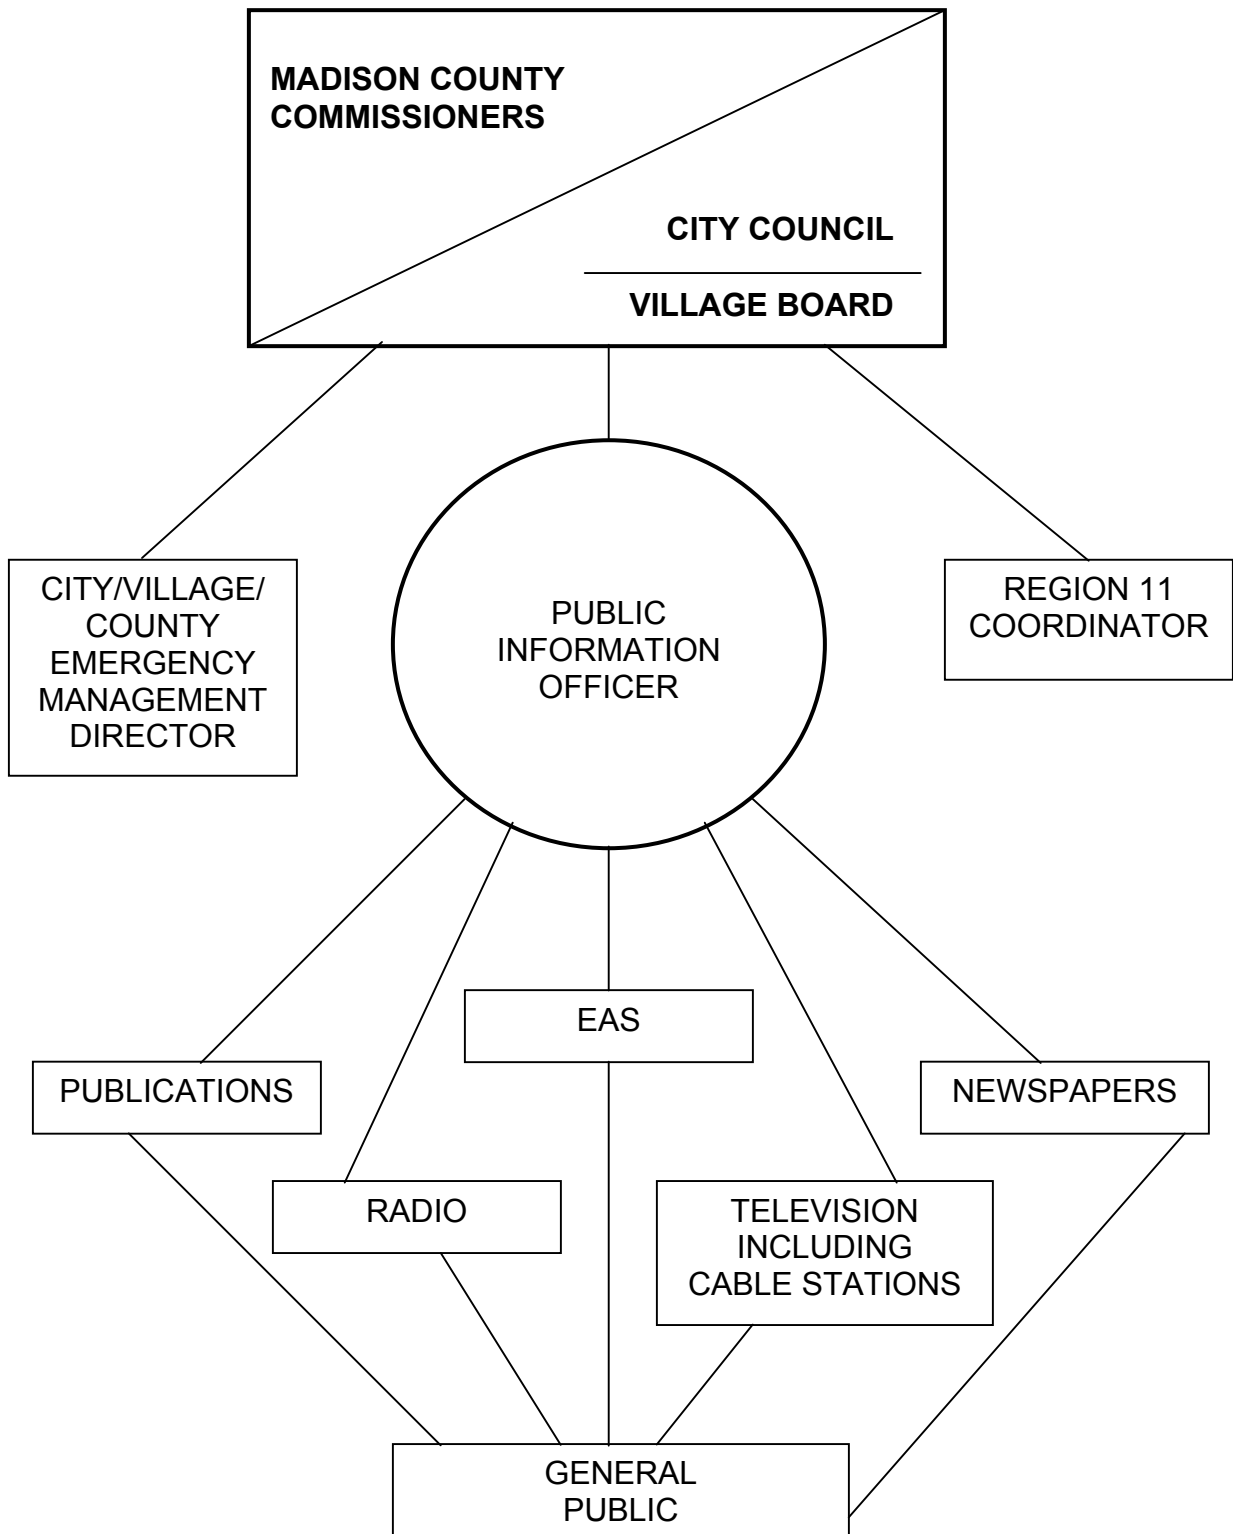 MADISON COUNTY
COMMISSIONERS
CITY COUNCIL
VILLAGE BOARD
CITY/VILLAGE/
COUNTY
EMERGENCY
MANAGEMENT
DIRECTOR
PUBLIC
INFORMATION
OFFICER
REGION 11
COORDINATOR
EAS
PUBLICATIONS
NEWSPAPERS
RADIO
TELEVISION
INCLUDING
CABLE STATIONS
GENERAL
PUBLIC